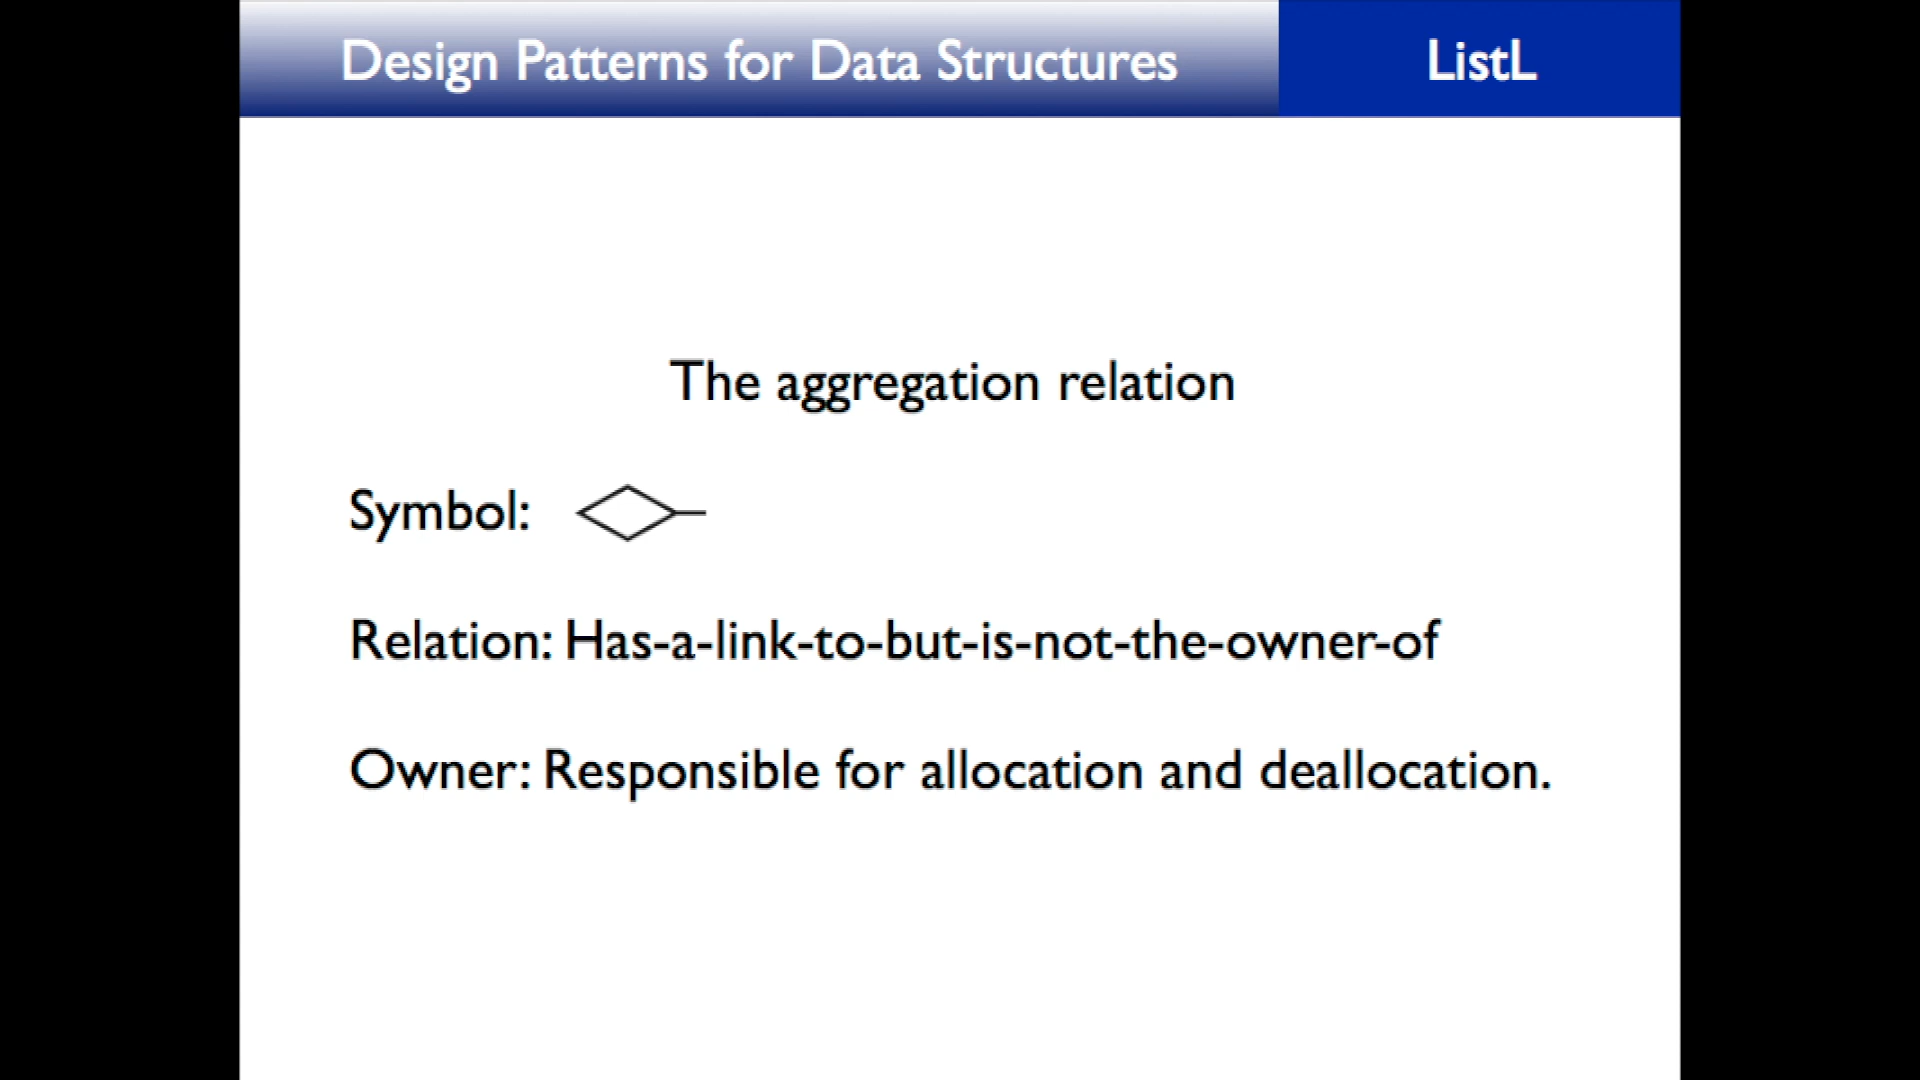 Design Patterns for Data Structures
ListL
The aggregation relation
Symbol:
Relation: Has-a-link-to-but-is-not-the-owner-of
Owner: Responsible for allocation and deallocation.